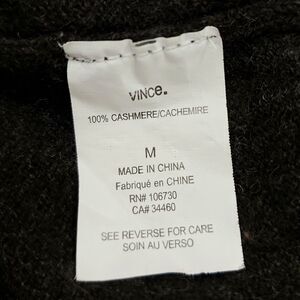 VINCe.
100% CASHMERE/CACHEMIRE
M
MADE IN CHINA
Fabriqué en CHINE
RN# 106730
CA# 34460
SEE REVERSE FOR CARE
SOIN AU VERSO